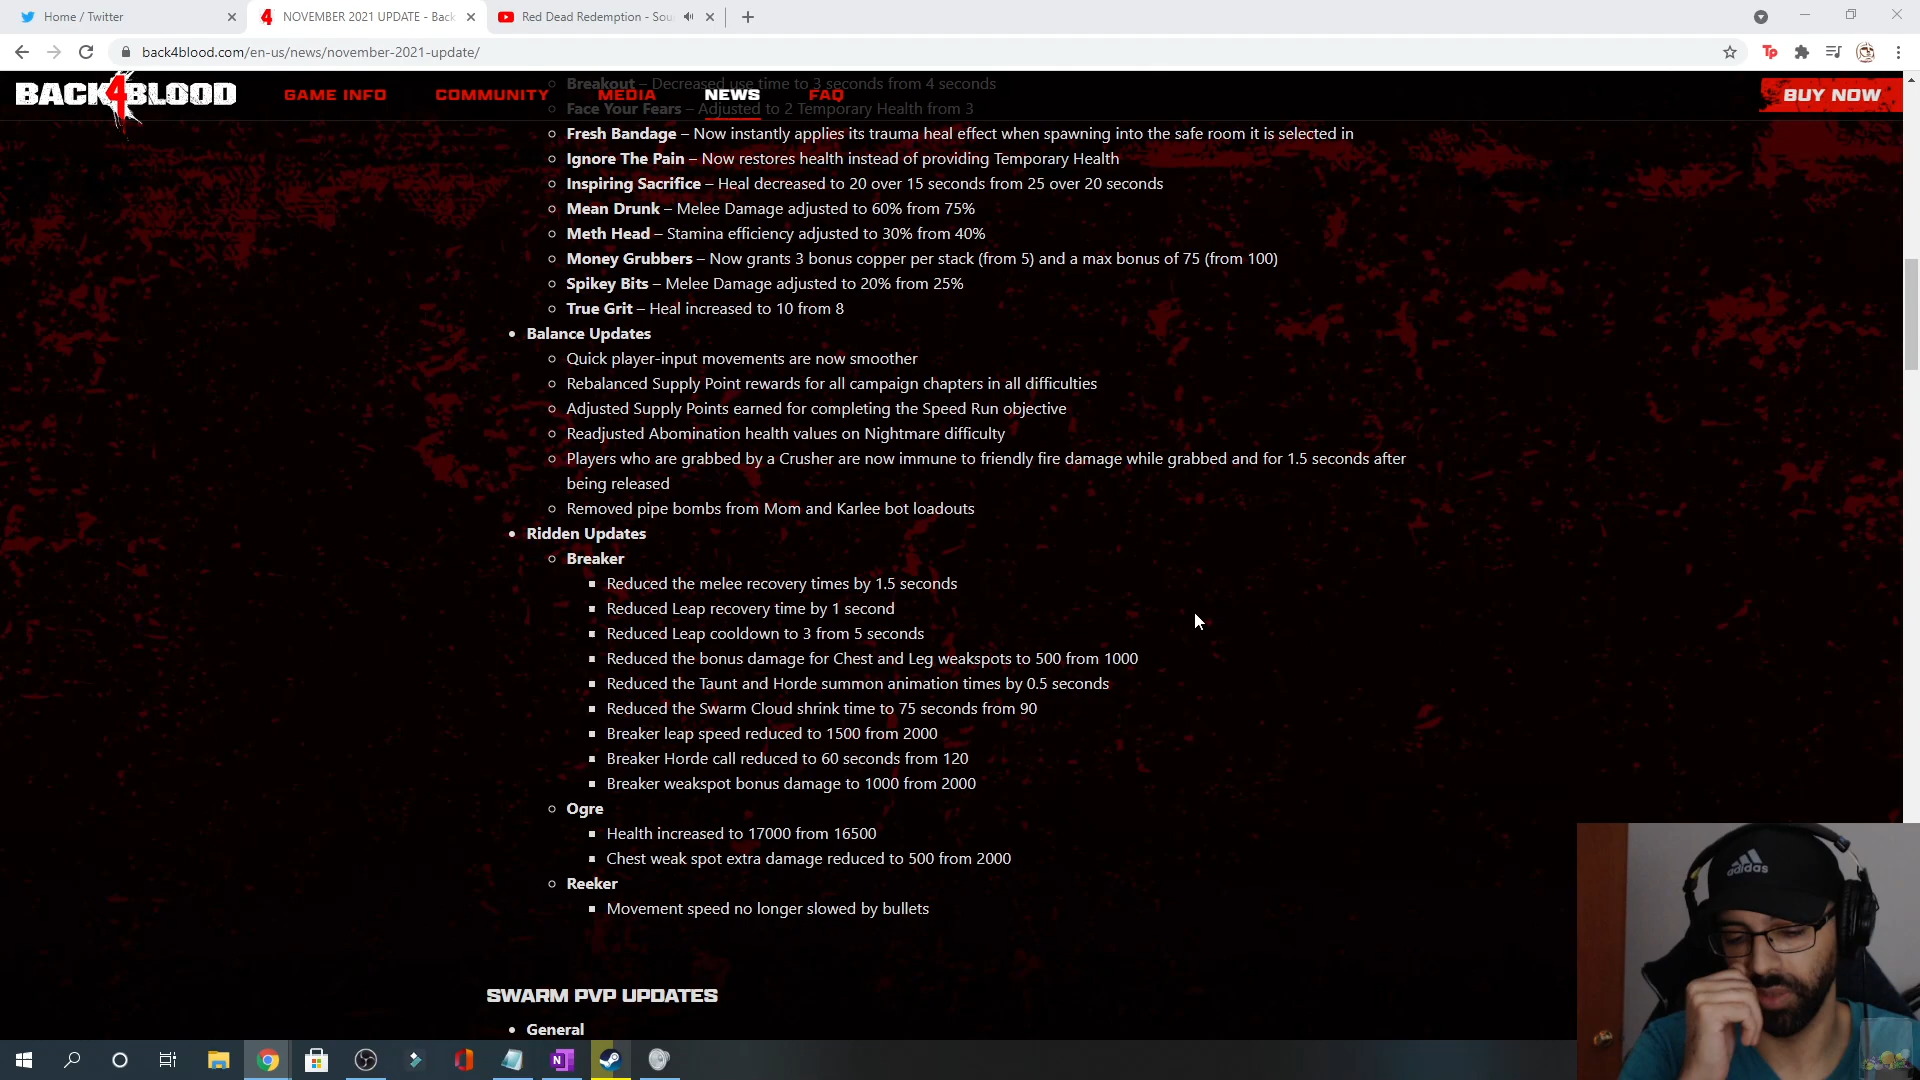 Home / Twitter
4 NOVEMBER 2021 UPDATE - Back
Red Dead Redemption - Sou
back4blood.com/en-us/news/november-2021-update/
Tp
BACK4BLOOD
GAME INFO
COMMUNITY
MEDIA
NEWS
FAQ
BUY NOW
Breakout – Decreased use time to 3 seconds from 4 seconds
Face Your Fears – Adjusted to 2 Temporary Health from 3
Fresh Bandage – Now instantly applies its trauma heal effect when spawning into the safe room it is selected in
Ignore The Pain – Now restores health instead of providing Temporary Health
Inspiring Sacrifice – Heal decreased to 20 over 15 seconds from 25 over 20 seconds
Mean Drunk – Melee Damage adjusted to 60% from 75%
Meth Head – Stamina efficiency adjusted to 30% from 40%
Money Grubbers – Now grants 3 bonus copper per stack (from 5) and a max bonus of 75 (from 100)
Spikey Bits – Melee Damage adjusted to 20% from 25%
True Grit – Heal increased to 10 from 8
Balance Updates
Quick player-input movements are now smoother
Rebalanced Supply Point rewards for all campaign chapters in all difficulties
Adjusted Supply Points earned for completing the Speed Run objective
Readjusted Abomination health values on Nightmare difficulty
Players who are grabbed by a Crusher are now immune to friendly fire damage while grabbed and for 1.5 seconds after
being released
Removed pipe bombs from Mom and Karlee bot loadouts
Ridden Updates
Breaker
Reduced the melee recovery times by 1.5 seconds
Reduced Leap recovery time by 1 second
Reduced Leap cooldown to 3 from 5 seconds
Reduced the bonus damage for Chest and Leg weakspots to 500 from 1000
Reduced the Taunt and Horde summon animation times by 0.5 seconds
Reduced the Swarm Cloud shrink time to 75 seconds from 90
Breaker leap speed reduced to 1500 from 2000
Breaker Horde call reduced to 60 seconds from 120
Breaker weakspot bonus damage to 1000 from 2000
Ogre
Health increased to 17000 from 16500
Chest weak spot extra damage reduced to 500 from 2000
Reeker
Movement speed no longer slowed by bullets
SWARM PVP UPDATES
General
adidas
N